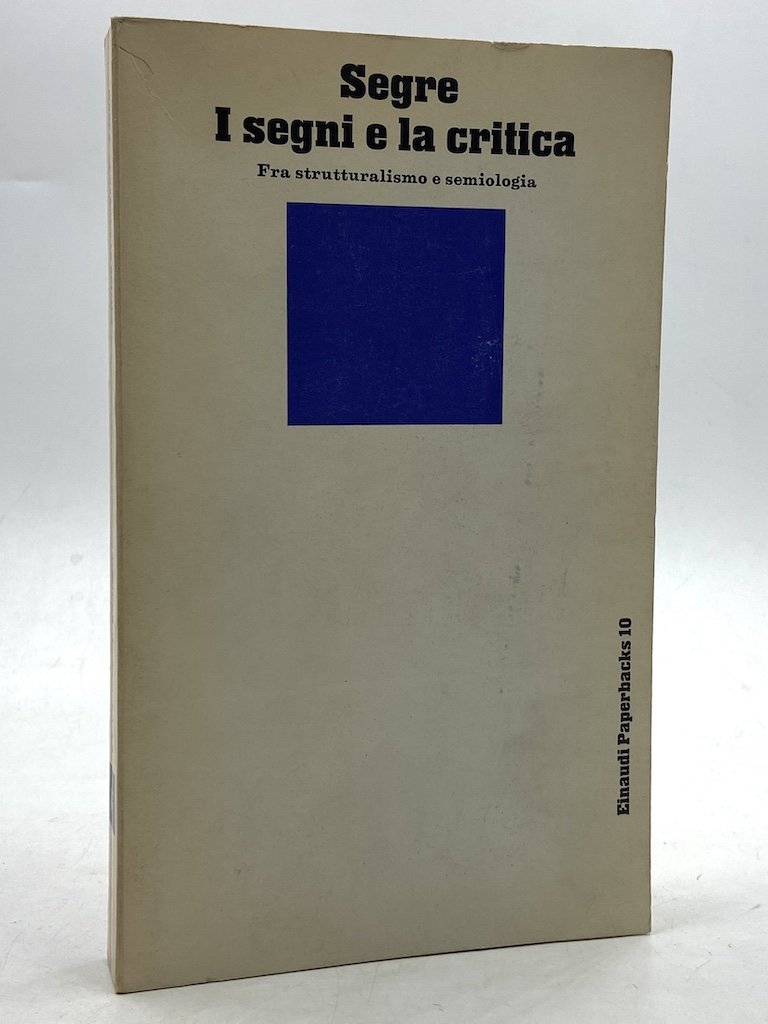 Segre
I segni e la critica
Fra strutturalismo e semiologia
Einaudi Paperbacks 10